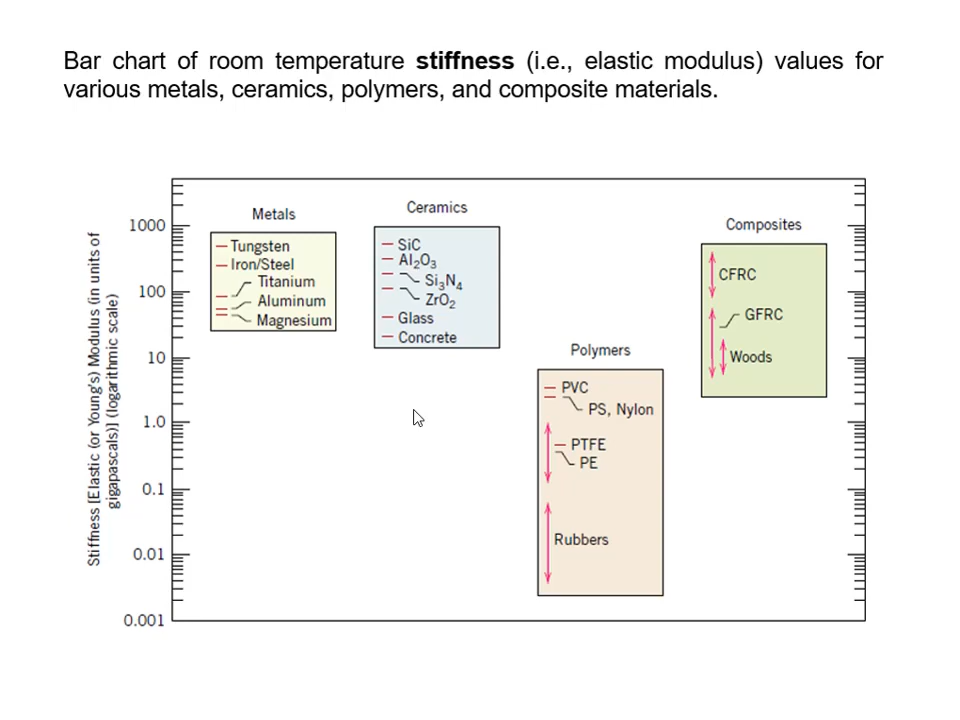 Bar chart of room temperature stiffness (i.e., elastic modulus) values for
various metals, ceramics, polymers, and composite materials.
Stiffness [Elastic (or Young's) Modulus (in units of
gigapascals)] (logarithmic scale)
1000
100
10
1.0
0.1
0.01
0.001
Metals
Tungsten
Iron/Steel
Titanium
Aluminum
Magnesium
Ceramics
SiC
Al₂O₃
Si₃N₄
ZrO₂
Glass
Concrete
Polymers
PVC
PS, Nylon
PTFE
PE
Rubbers
Composites
CFRC
GFRC
Woods